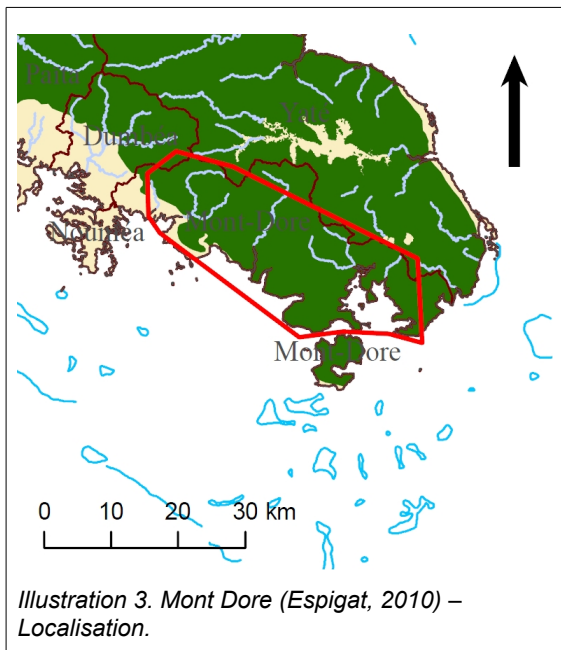 Païta
Yaté
Dumbéa
Mont-Dore
Nouméa
Mont-Dore
0 10 20 30 km
Illustration 3. Mont Dore (Espigat, 2010) –
Localisation.